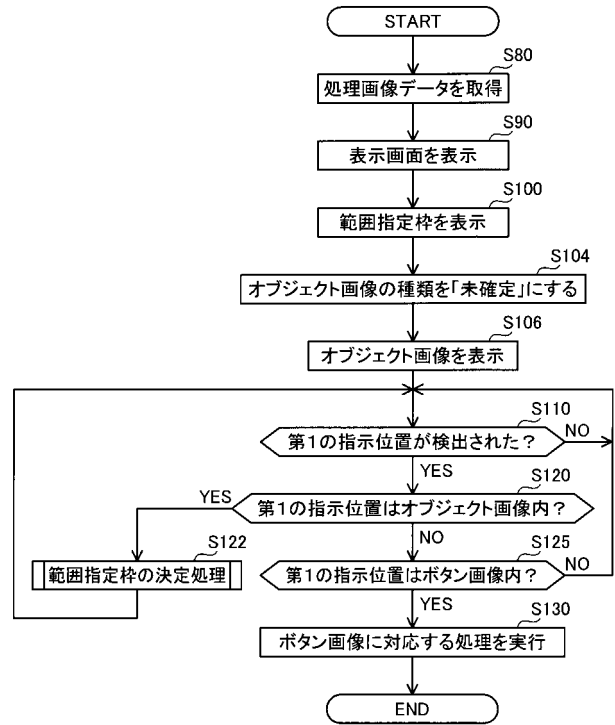 START
S80
処理画像データを取得
S90
表示画面を表示
S100
範囲指定枠を表示
S104
オブジェクト画像の種類を「未確定」にする
S106
オブジェクト画像を表示
S110
第1の指示位置が検出された？
NO
YES
S120
YES
第1の指示位置はオブジェクト画像内？
NO
S122
範囲指定枠の決定処理
S125
第1の指示位置はボタン画像内？
NO
YES
S130
ボタン画像に対応する処理を実行
END